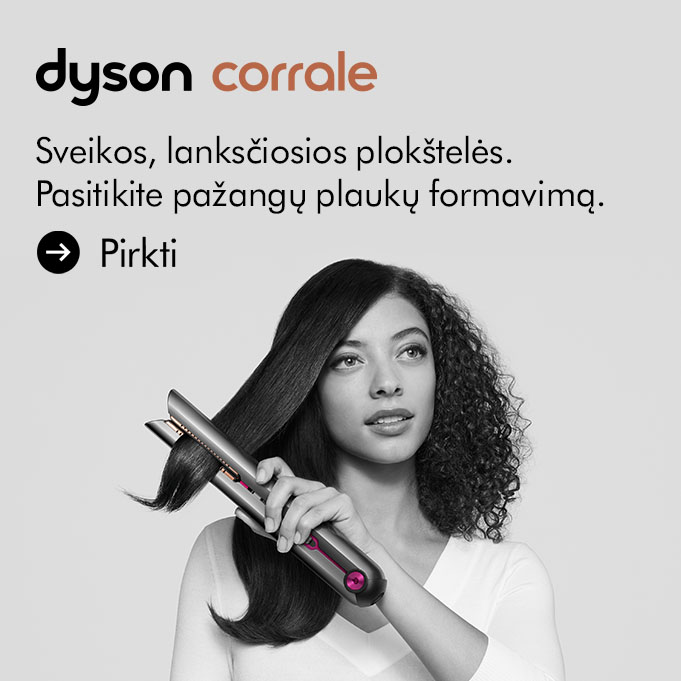 dyson corrale
Sveikos, lanksčiosios plokštelės.
Pasitikite pažangų plaukų formavimą.
Pirkti